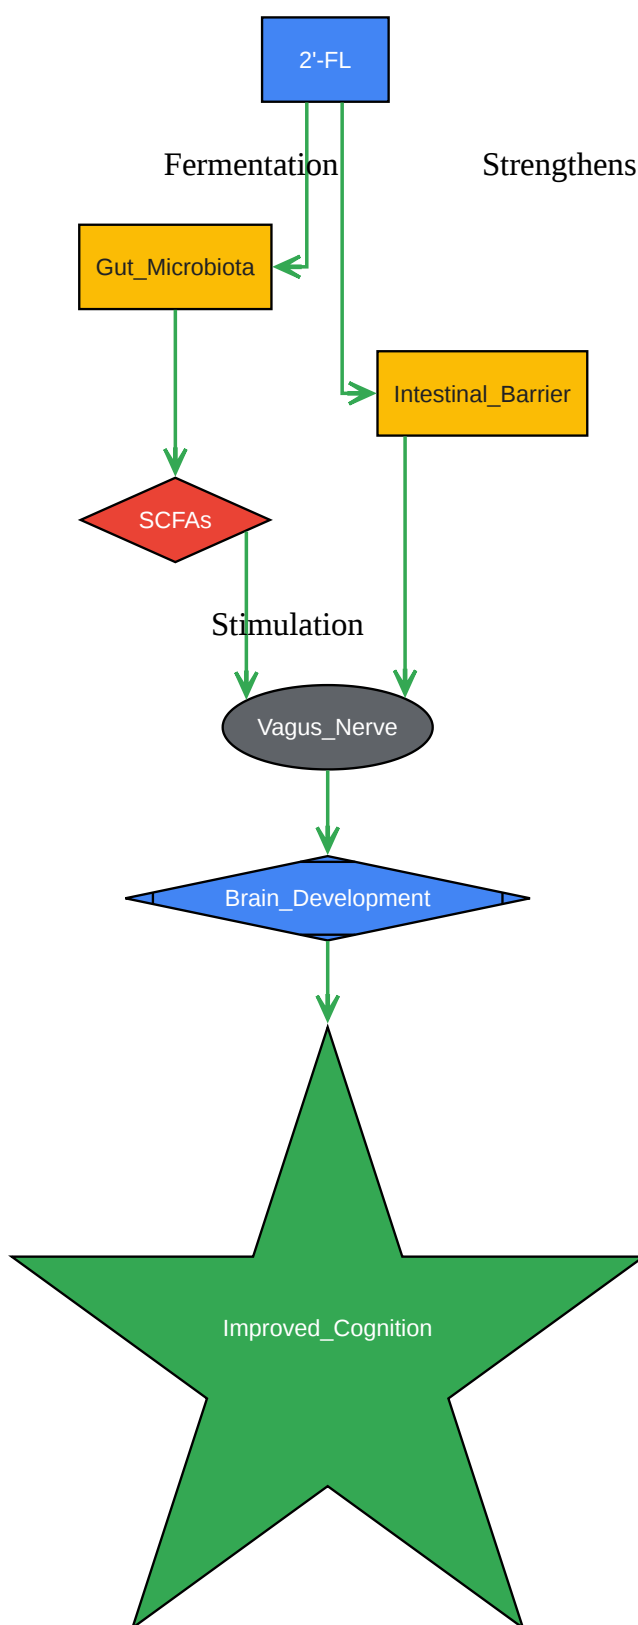 2'-FL
Fermentation
Strengthens
Gut_Microbiota
Intestinal_Barrier
SCFAs
Stimulation
Vagus_Nerve
Brain_Development
Improved_Cognition